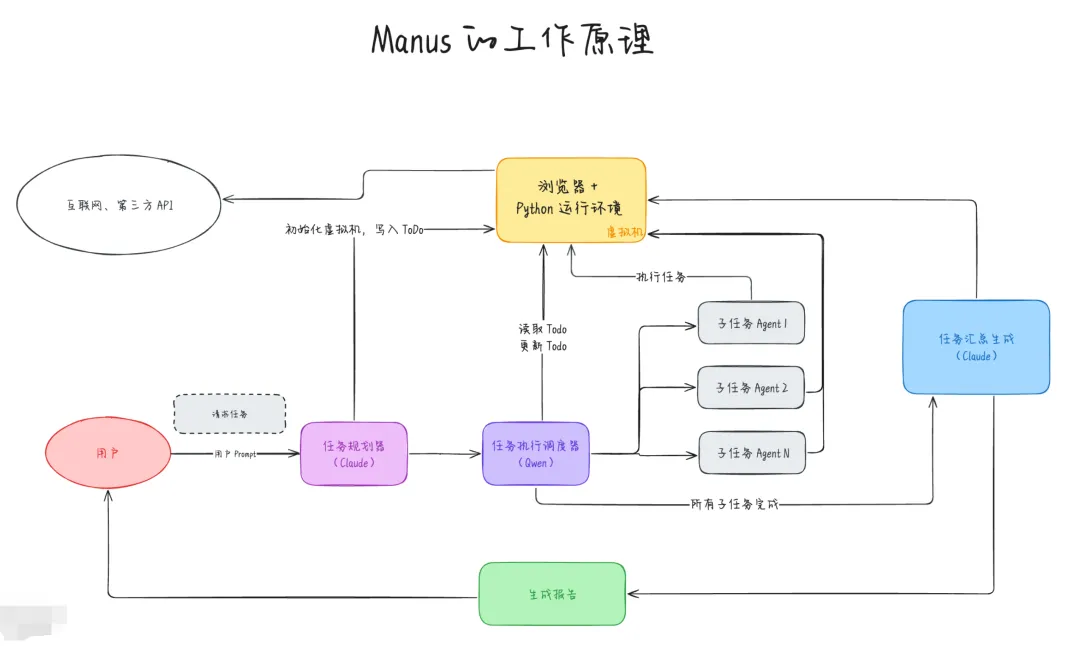 Manus 的工作原理
浏览器 +
Python 运行环境
虚拟机
互联网、第三方 API
初始化虚拟机，写入 ToDo
执行任务
读取 Todo
更新 Todo
子任务 Agent 1
子任务 Agent 2
子任务 Agent N
任务汇总生成
（Claude）
请求任务
用户
用户 Prompt
任务规划器
（Claude）
任务执行调度器
（Qwen）
所有子任务完成
生成报告